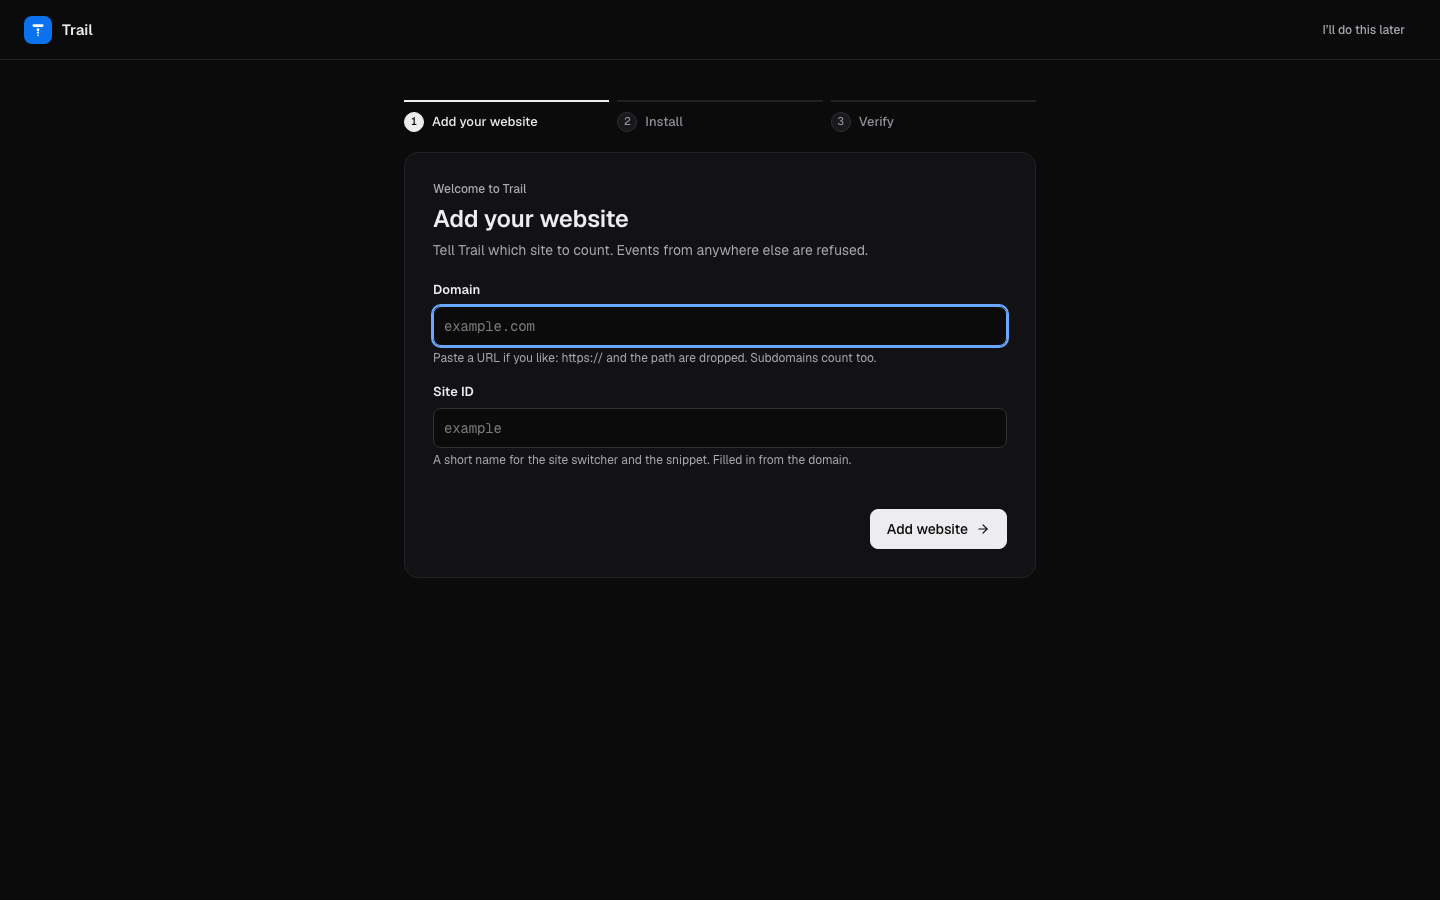 Trail
I'll do this later
1 Add your website
2 Install
3 Verify
Welcome to Trail
Add your website
Tell Trail which site to count. Events from anywhere else are refused.
Domain
example.com
Paste a URL if you like: https:// and the path are dropped. Subdomains count too.
Site ID
example
A short name for the site switcher and the snippet. Filled in from the domain.
Add website →